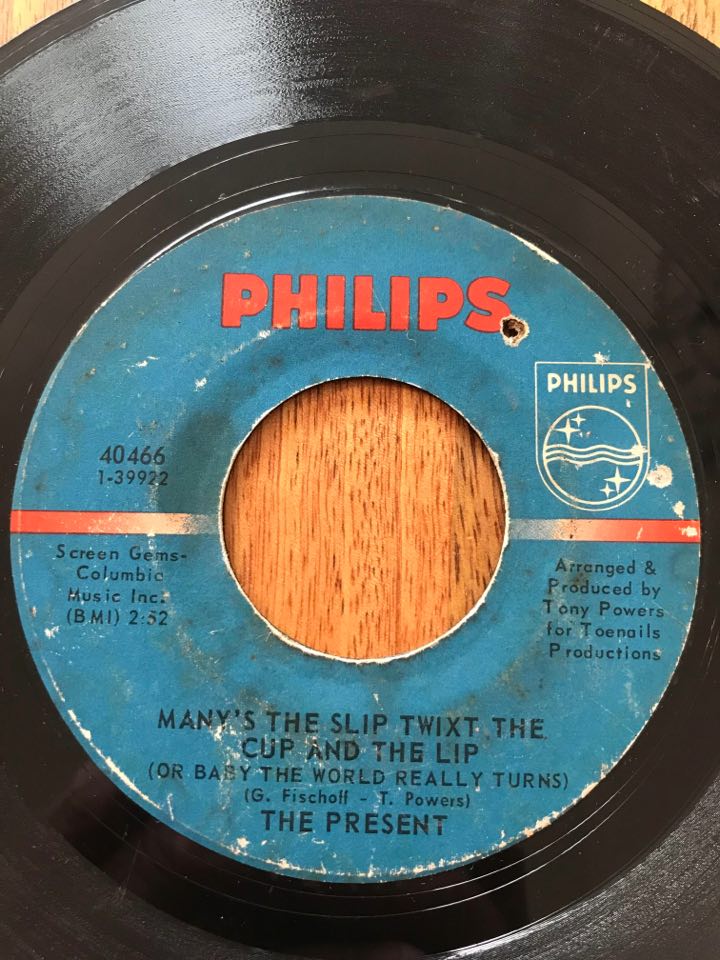 PHILIPS
PHILIPS
40466
1-39922
Screen Gems-
Columbia
Music Inc.
(BMI) 2:52
Arranged &
Produced by
Tony Powers
for Toenails
Productions
MANY'S THE SLIP TWIXT THE
CUP AND THE LIP
(OR BABY THE WORLD REALLY TURNS)
(G. Fischoff - T. Powers)
THE PRESENT